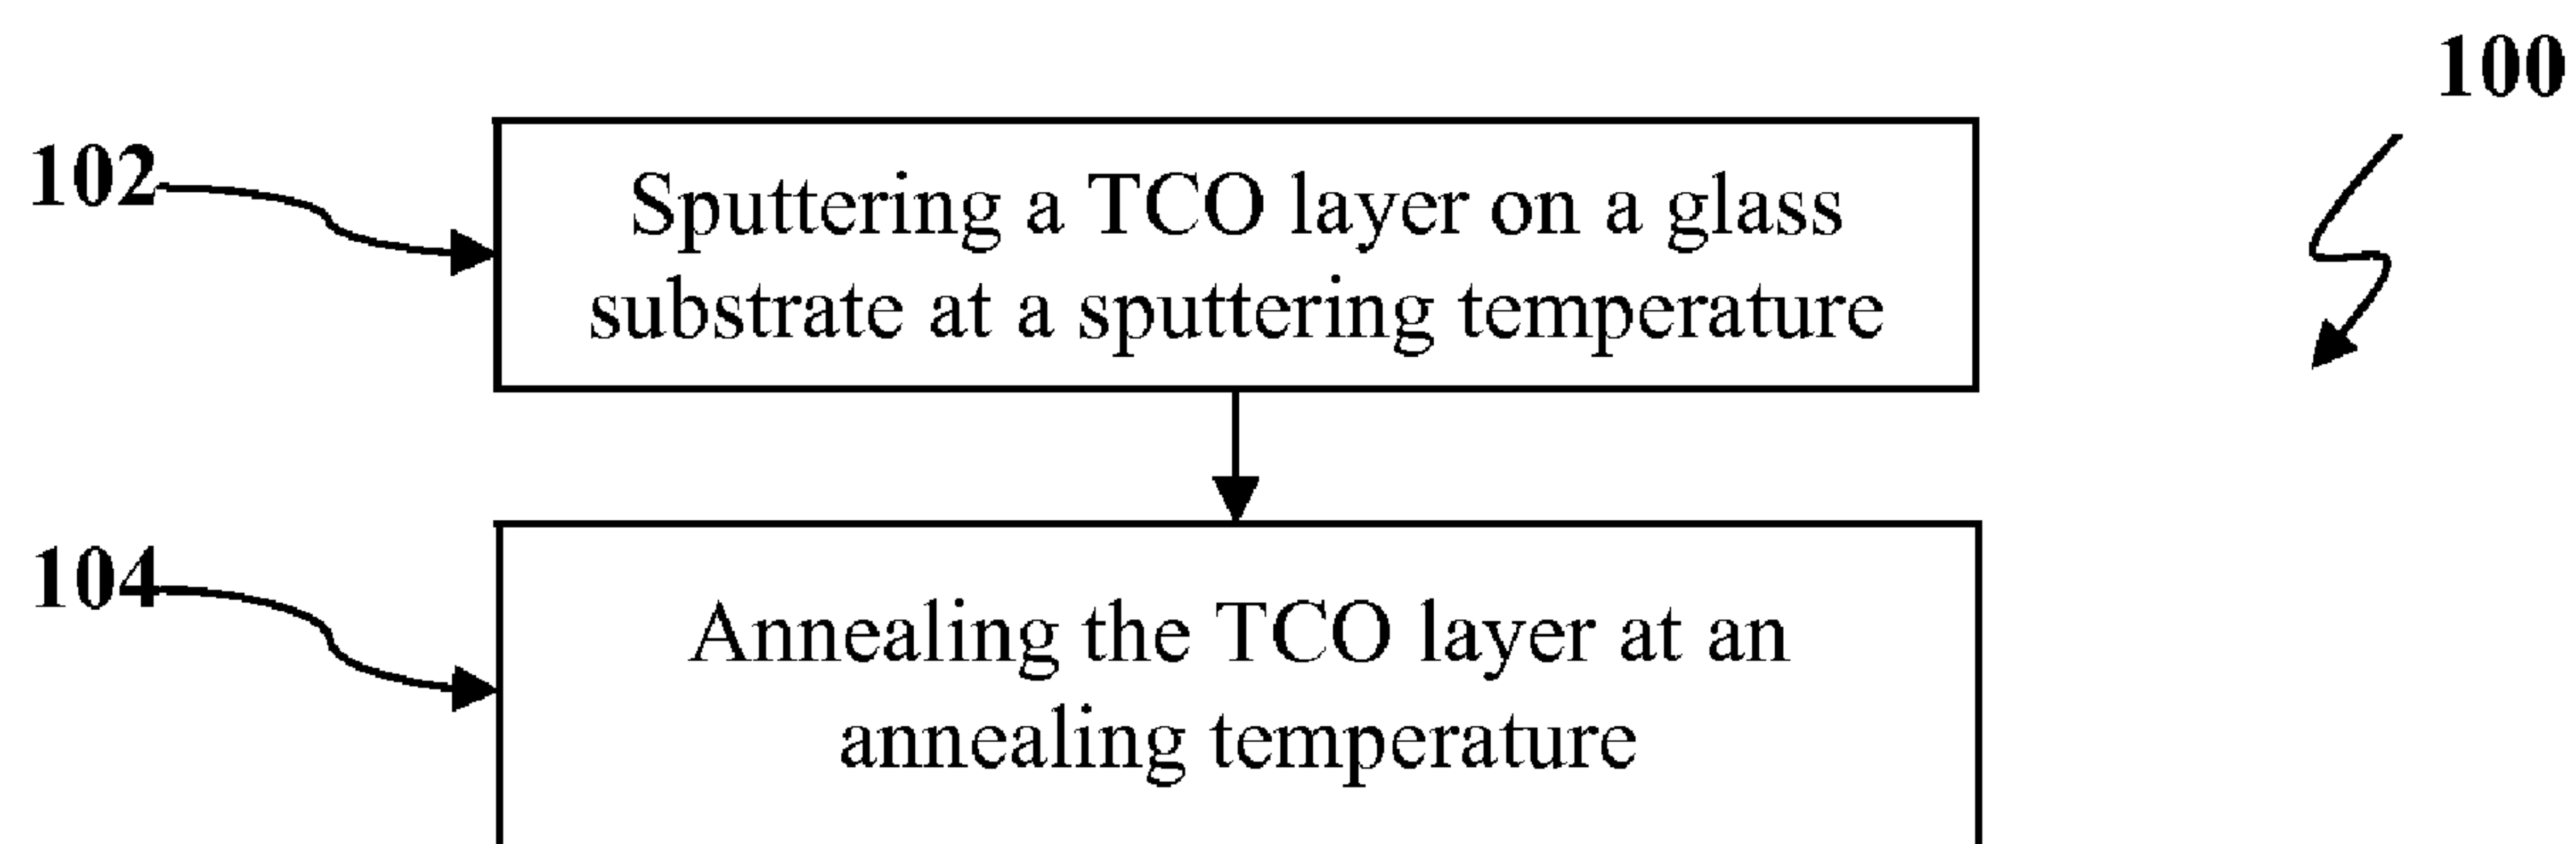 100
102
Sputtering a TCO layer on a glass
substrate at a sputtering temperature
104
Annealing the TCO layer at an
annealing temperature